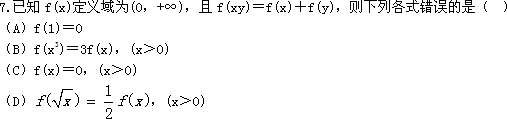 7.已知 f(x)定义域为(0, +∞), 且 f(xy)=f(x)+f(y), 则下列各式错误的是( )
(A) f(1)=0
(B) f(x³)=3f(x), (x>0)
(C) f(x)=0, (x>0)
(D) f(√x) = 1/2 f(x), (x>0)